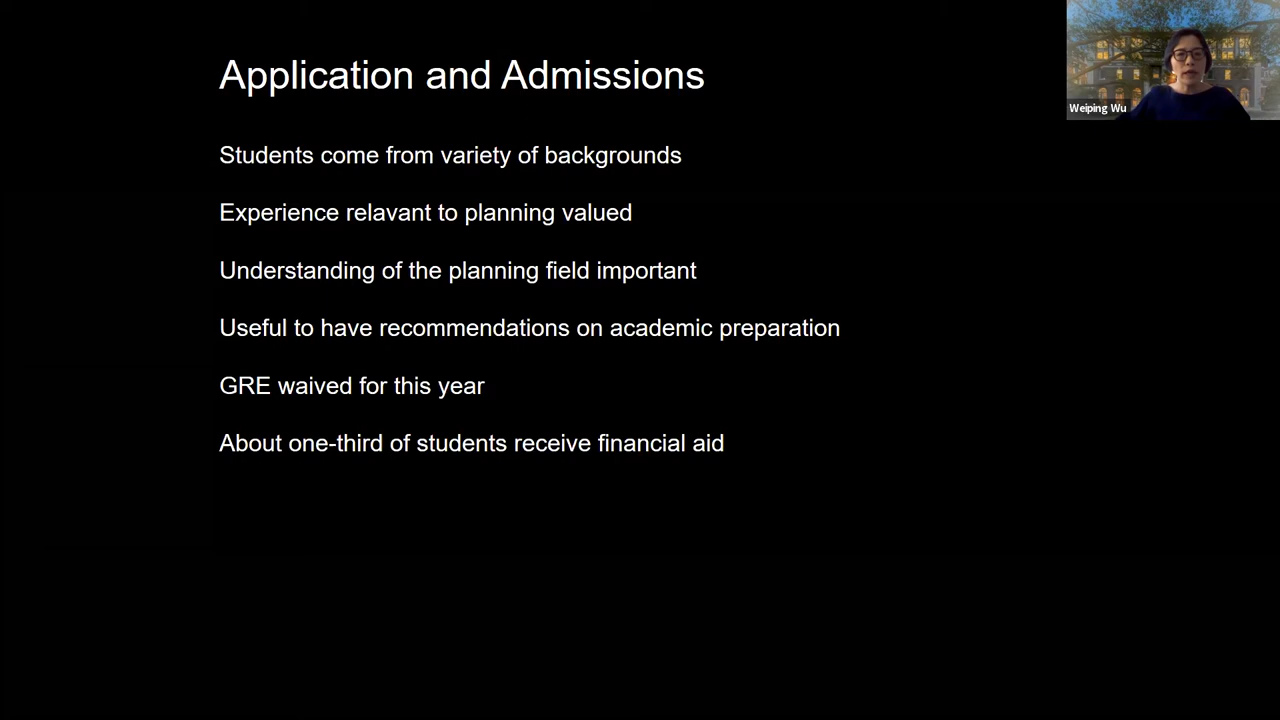 Application and Admissions
Weiping Wu
Students come from variety of backgrounds
Experience relavant to planning valued
Understanding of the planning field important
Useful to have recommendations on academic preparation
GRE waived for this year
About one-third of students receive financial aid